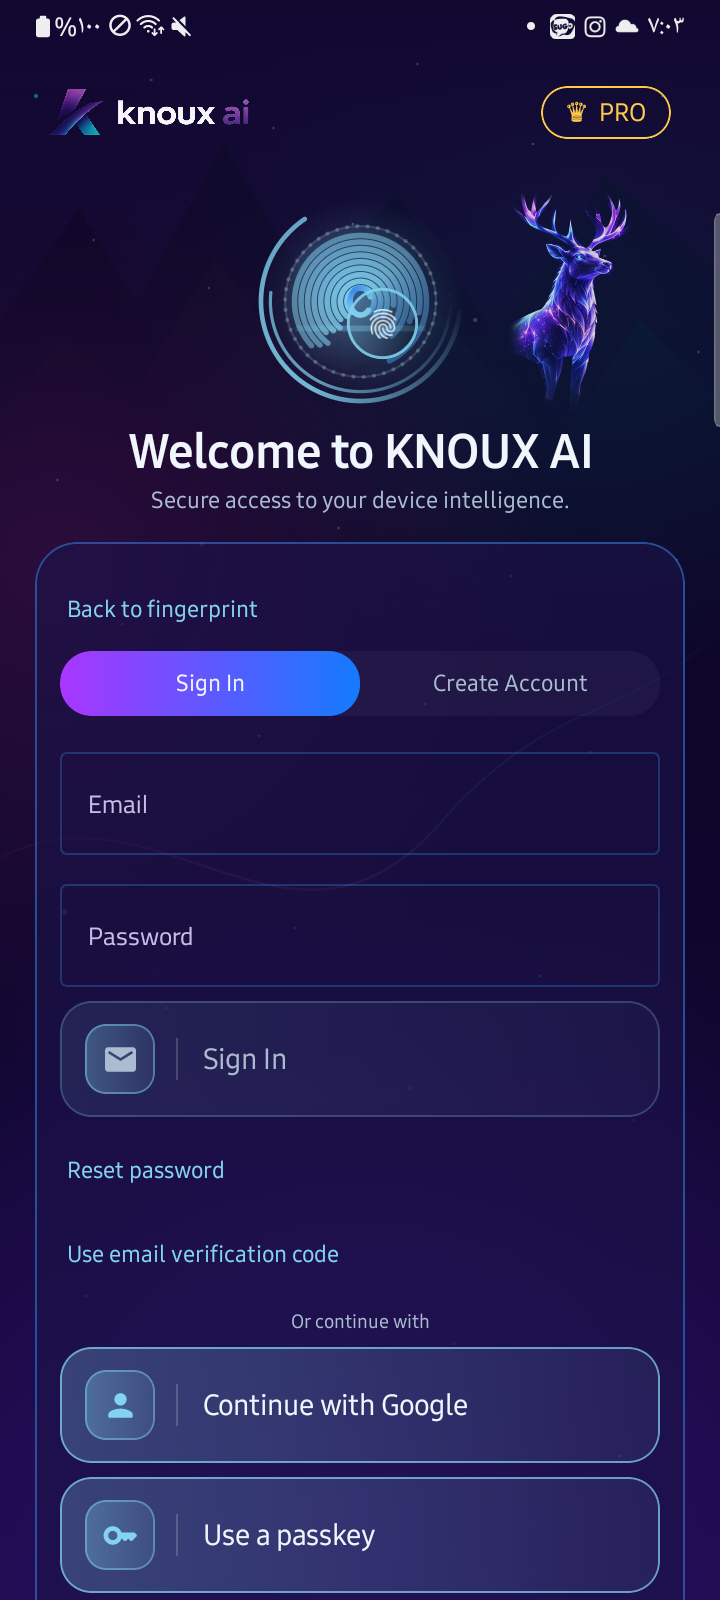 %١٠٠
٧:٠٣
knoux ai
PRO
Welcome to KNOUX AI
Secure access to your device intelligence.
Back to fingerprint
Sign In
Create Account
Email
Password
Sign In
Reset password
Use email verification code
Or continue with
Continue with Google
Use a passkey